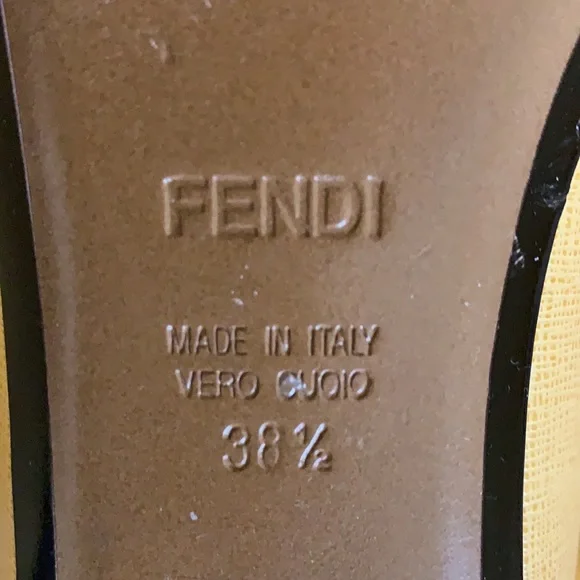 FENDI
MADE IN ITALY
VERO CUOIO
38½